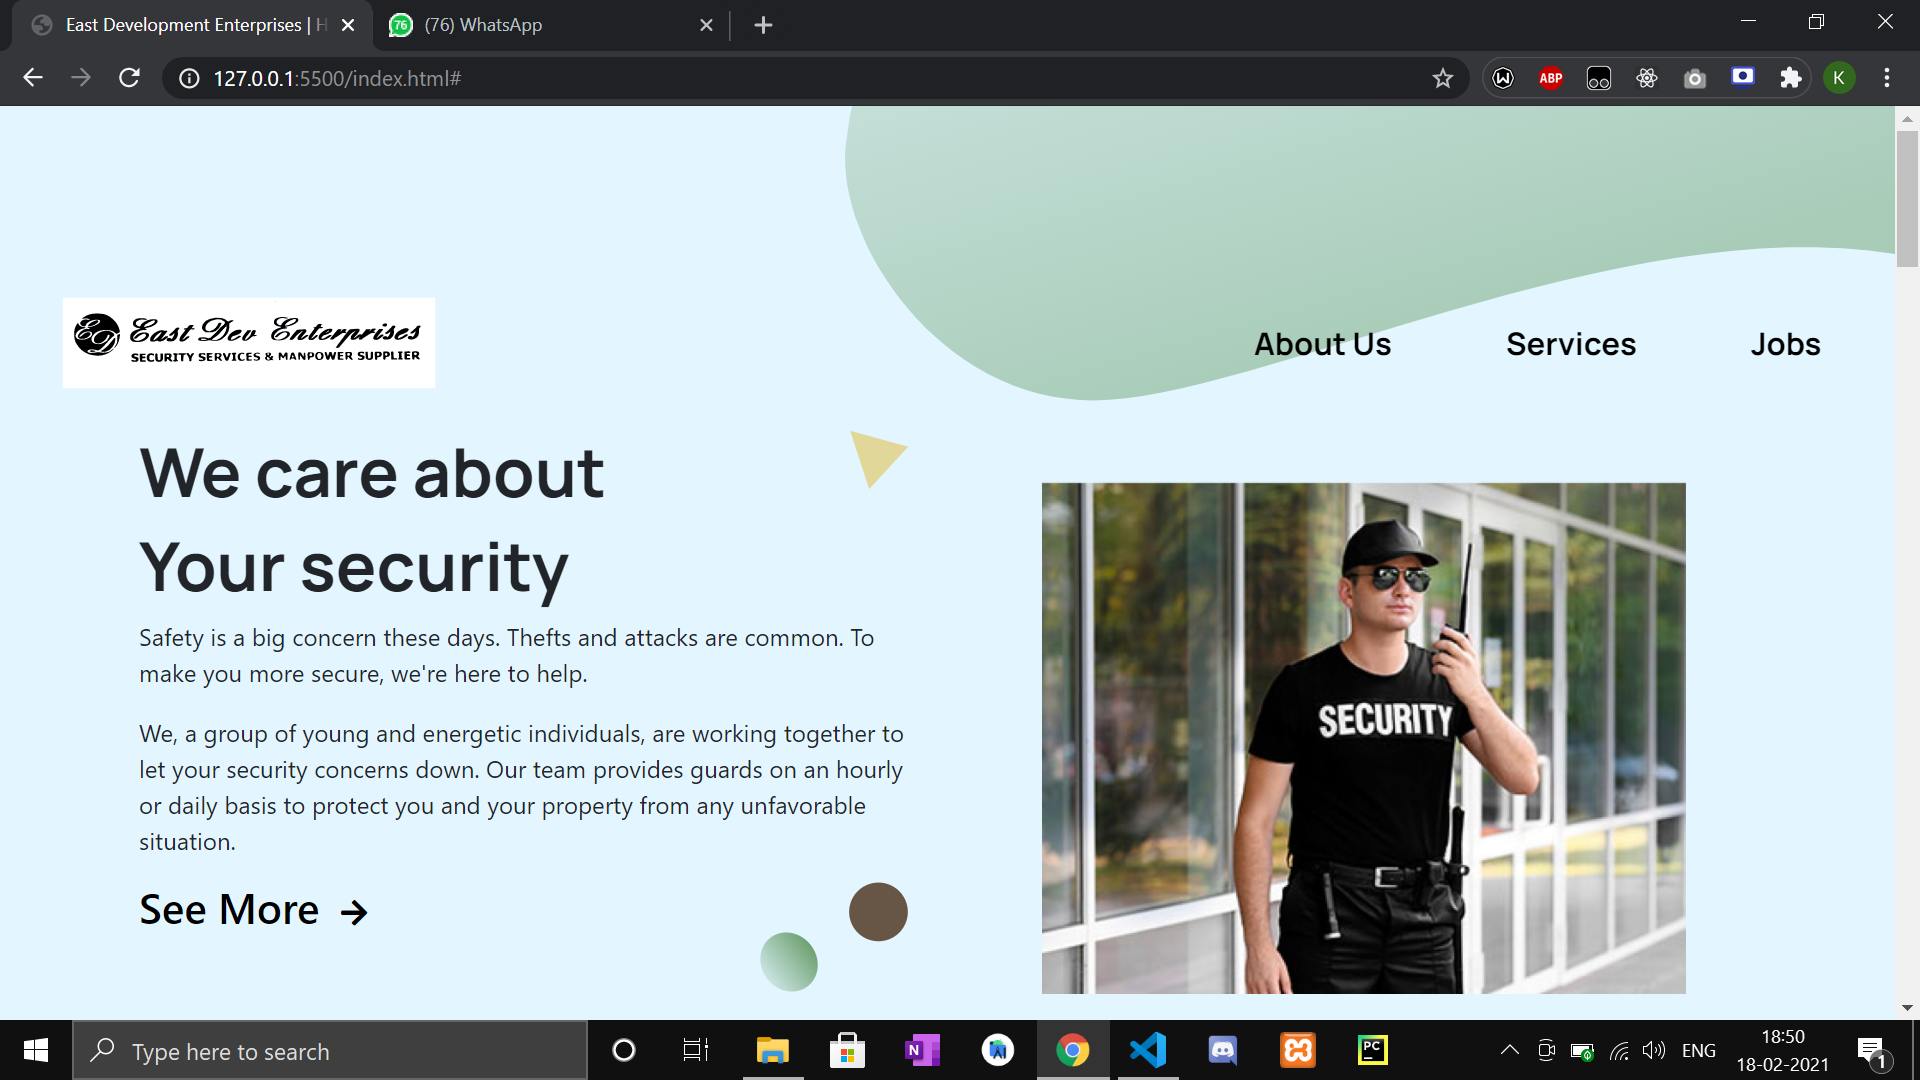 East Development Enterprises | H
(76) WhatsApp
127.0.0.1:5500/index.html#
ABP
K
ED East Dev Enterprises
SECURITY SERVICES & MANPOWER SUPPLIER
About Us
Services
Jobs
We care about
Your security
Safety is a big concern these days. Thefts and attacks are common. To
make you more secure, we're here to help.
We, a group of young and energetic individuals, are working together to
let your security concerns down. Our team provides guards on an hourly
or daily basis to protect you and your property from any unfavorable
situation.
See More →
SECURITY
Type here to search
N
PC
ENG
18:50
18-02-2021
1